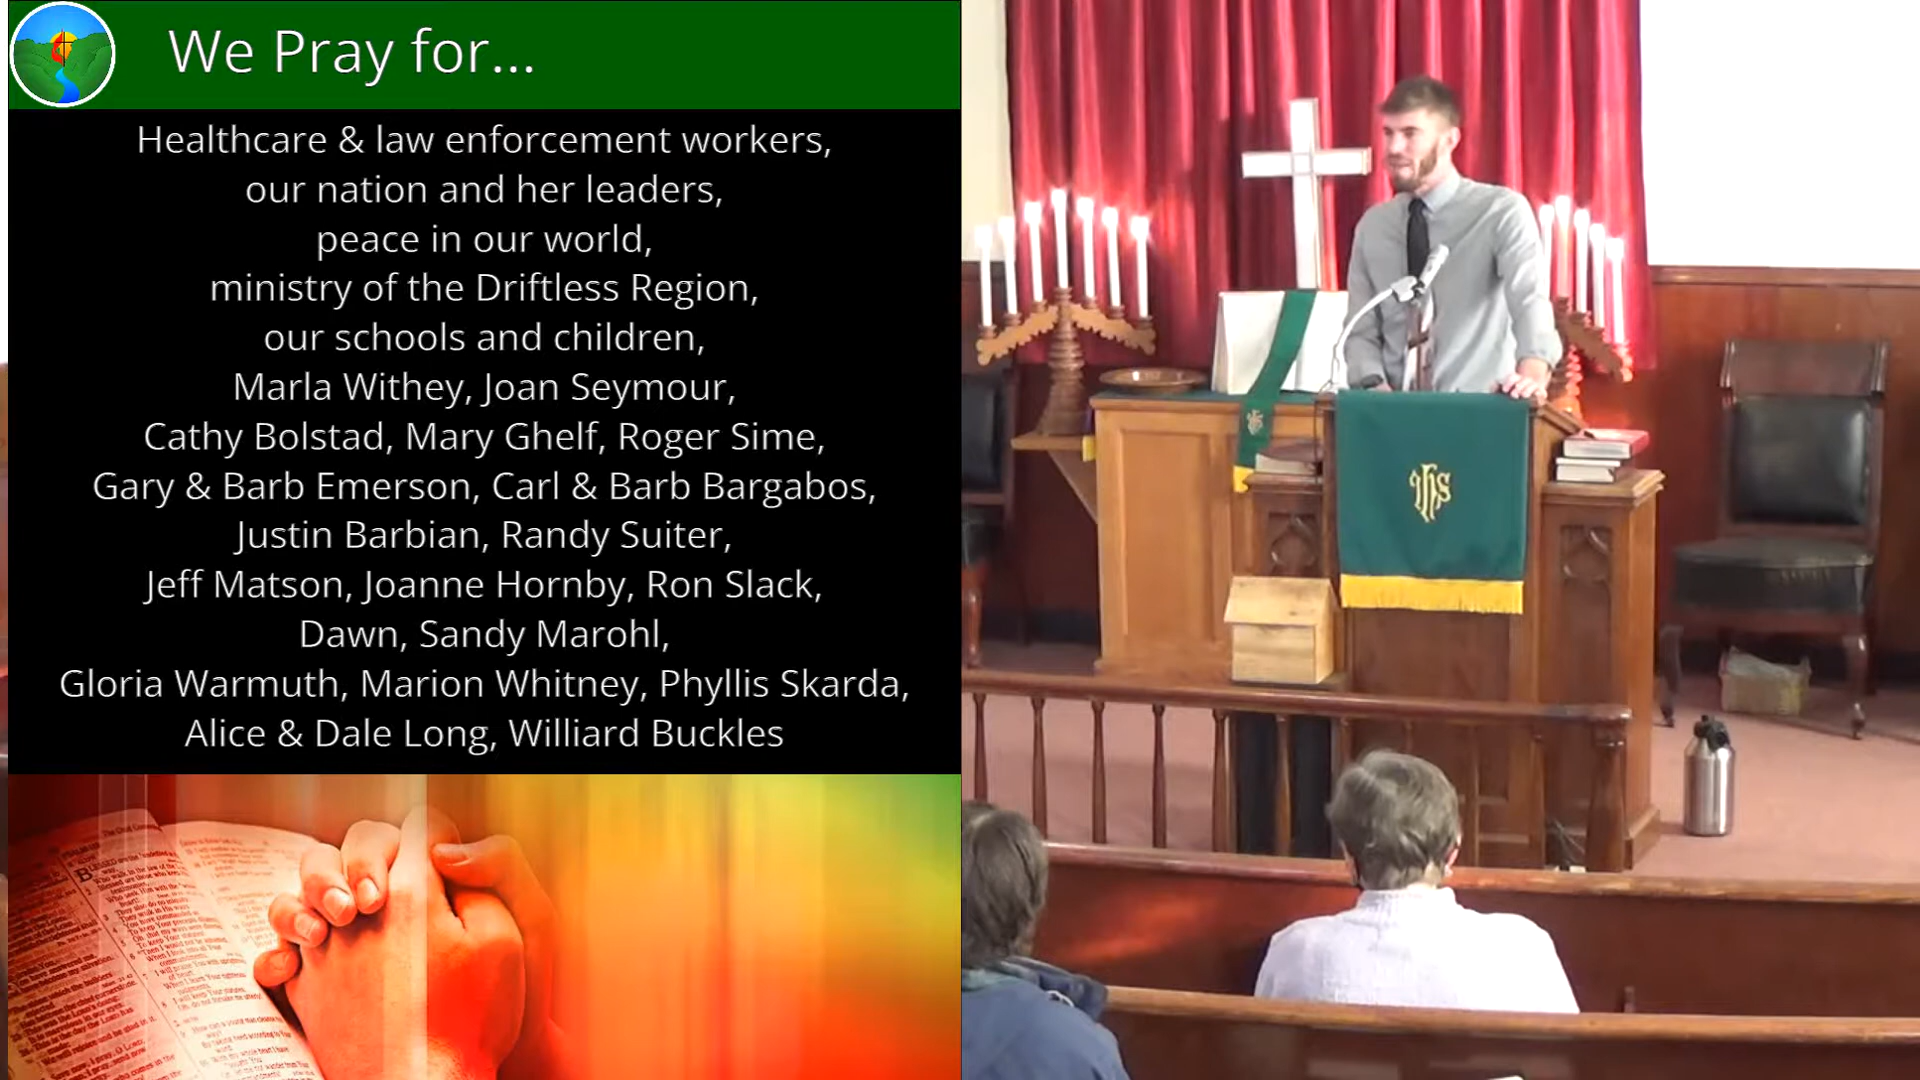 We Pray for...
Healthcare & law enforcement workers,
our nation and her leaders,
peace in our world,
ministry of the Driftless Region,
our schools and children,
Marla Withey, Joan Seymour,
Cathy Bolstad, Mary Ghelf, Roger Sime,
Gary & Barb Emerson, Carl & Barb Bargabos,
Justin Barbian, Randy Suiter,
Jeff Matson, Joanne Hornby, Ron Slack,
Dawn, Sandy Marohl,
Gloria Warmuth, Marion Whitney, Phyllis Skarda,
Alice & Dale Long, Williard Buckles
ihs